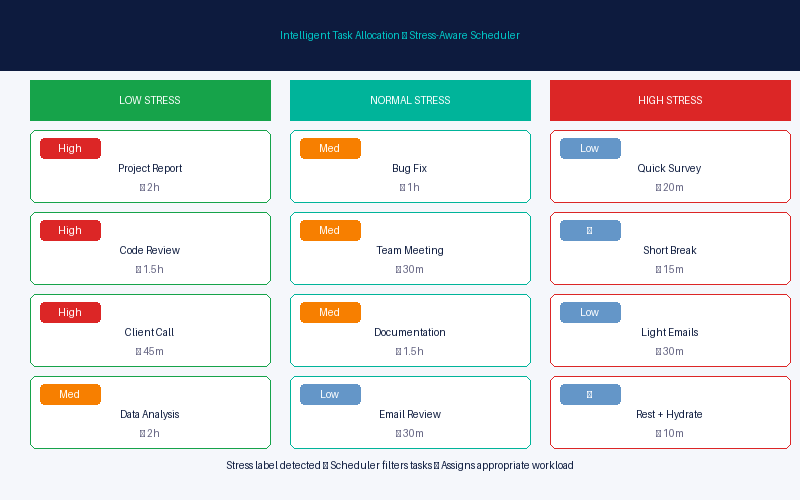 Intelligent Task Allocation Stress-Aware Scheduler
LOW STRESS
High
Project Report
2h
High
Code Review
1.5h
High
Client Call
45m
Med
Data Analysis
2h
NORMAL STRESS
Med
Bug Fix
1h
Med
Team Meeting
30m
Med
Documentation
1.5h
Low
Email Review
30m
HIGH STRESS
Low
Quick Survey
20m
Short Break
15m
Low
Light Emails
30m
Rest + Hydrate
10m
Stress label detected Scheduler filters tasks Assigns appropriate workload